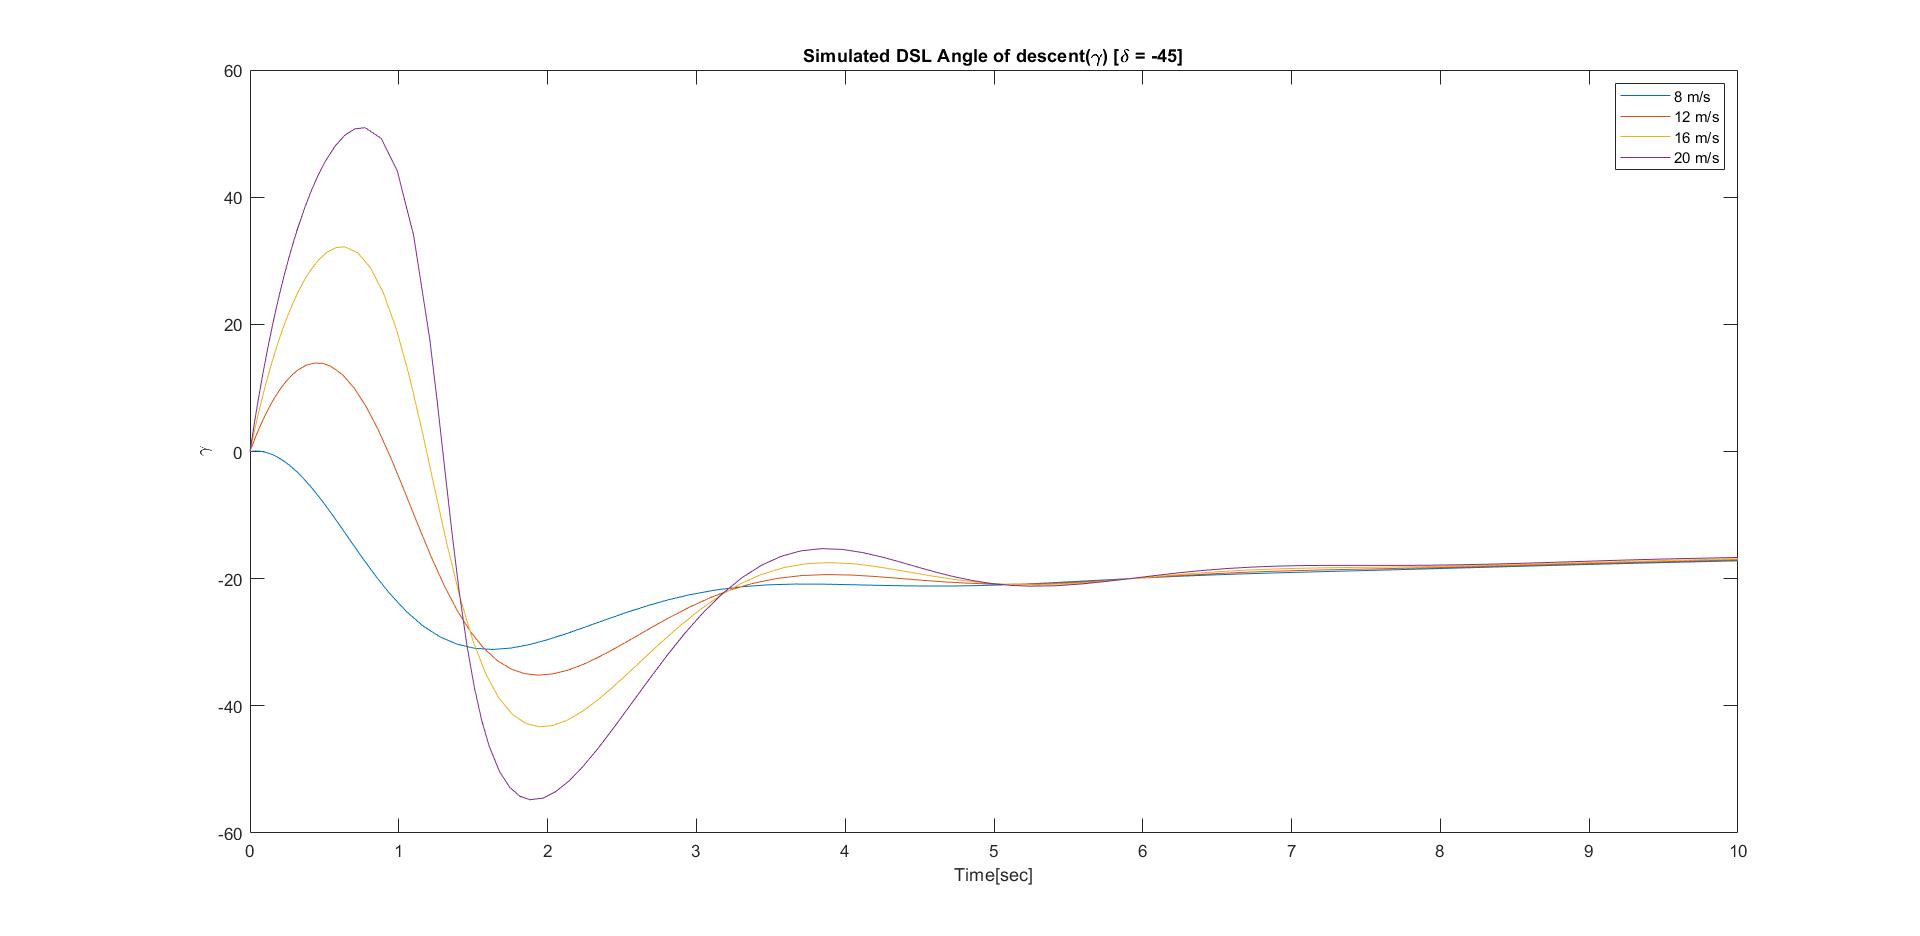 Simulated DSL Angle of descent(γ) [δ = -45]
60
40
20
0
-20
-40
-60
γ
8 m/s
12 m/s
16 m/s
20 m/s
0 1 2 3 4 5 6 7 8 9 10
Time[sec]